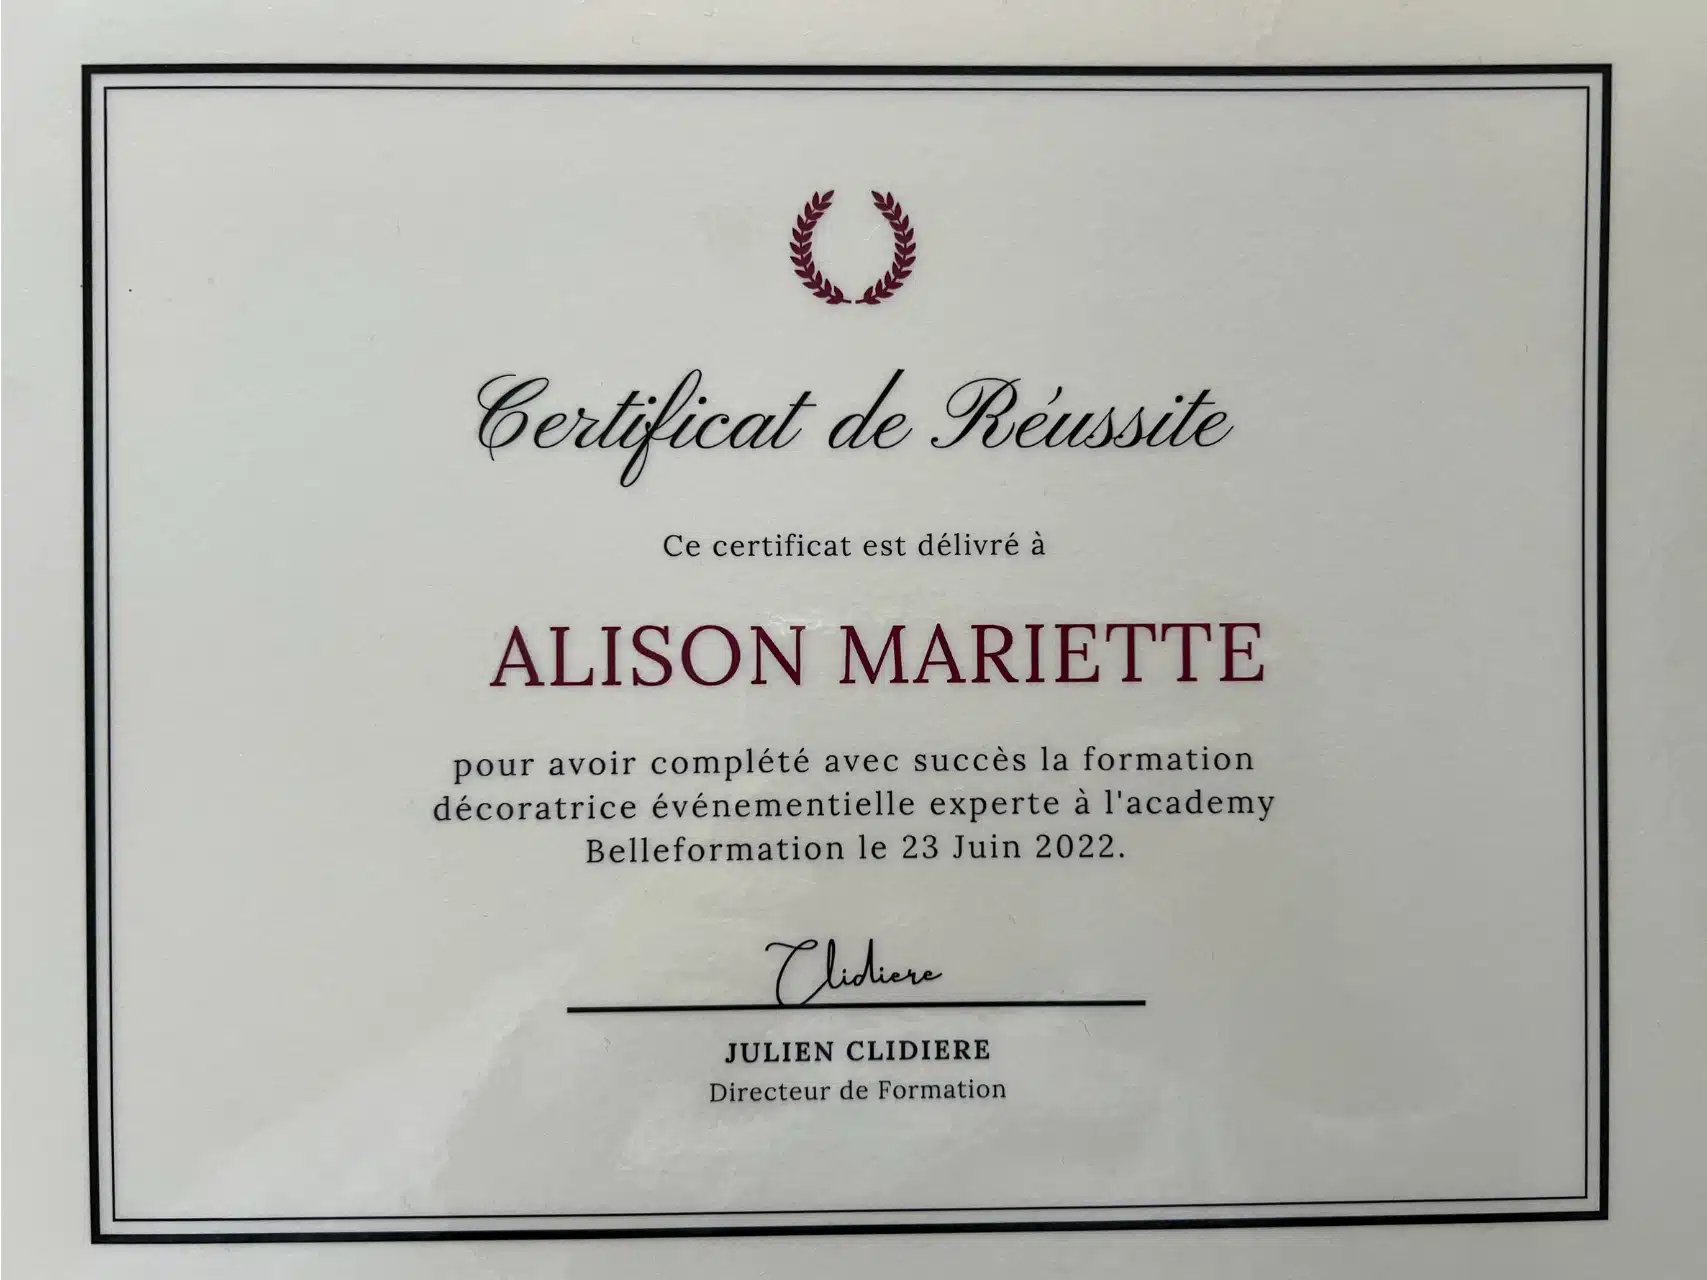 Certificat de Réussite
Ce certificat est délivré à
ALISON MARIETTE
pour avoir complété avec succès la formation
décoratrice événementielle experte à l'academy
Belleformation le 23 Juin 2022.
Clidiere
JULIEN CLIDIERE
Directeur de Formation